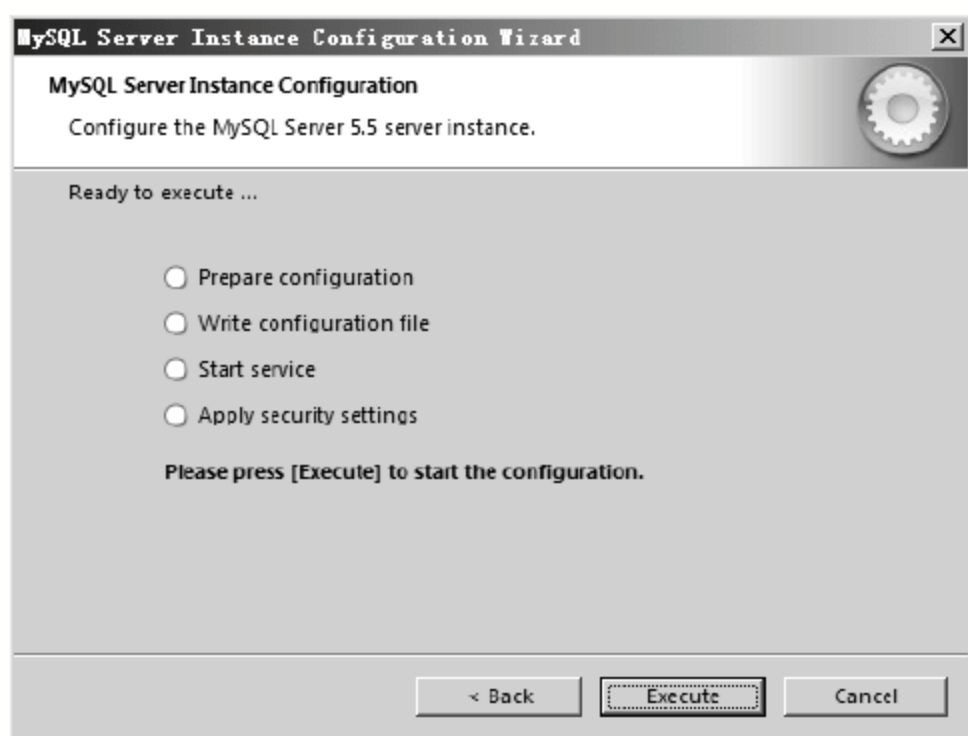 MySQL Server Instance Configuration Wizard
MySQL Server Instance Configuration
Configure the MySQL Server 5.5 server instance.
Ready to execute ...
Prepare configuration
Write configuration file
Start service
Apply security settings
Please press [Execute] to start the configuration.
< Back Execute Cancel